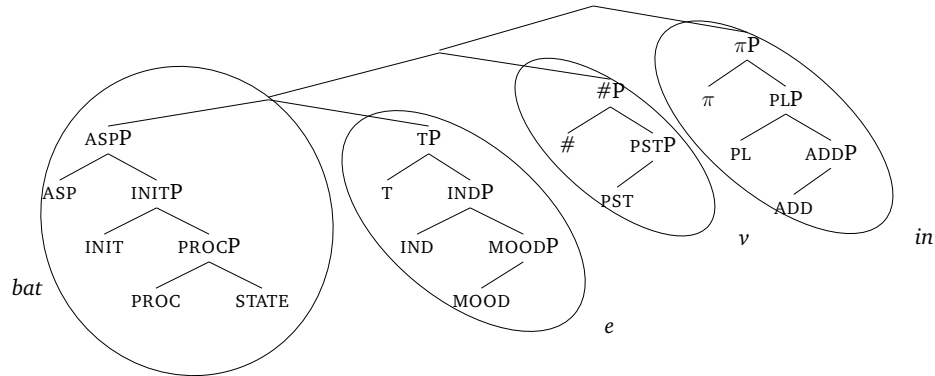 πP
#P
π PLP
ASPP TP # PSTP PL ADDP
ASP INITP T INDP PST ADD
INIT PROCP IND MOODP v in
bat PROC STATE MOOD
e